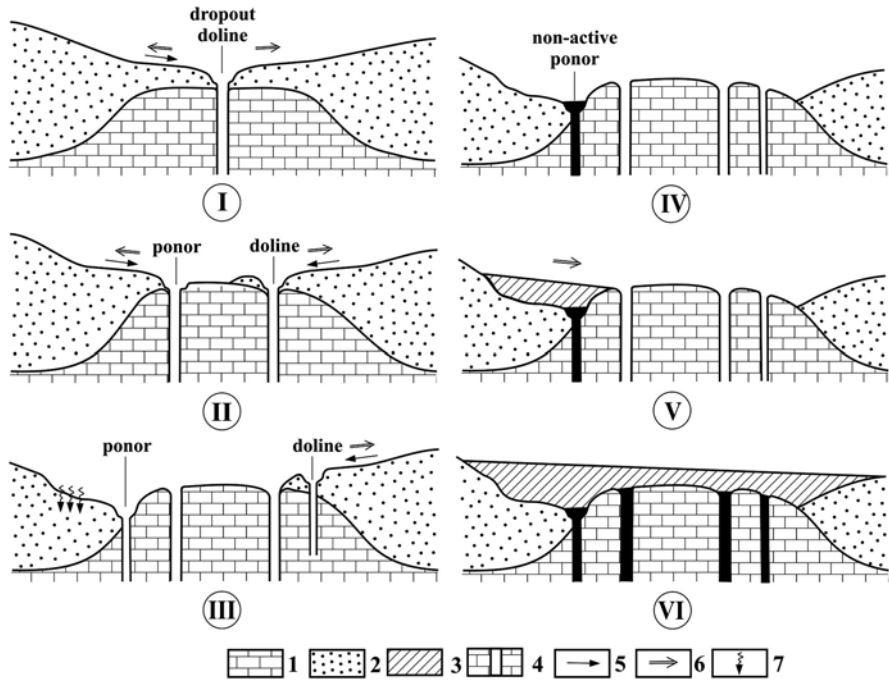 dropout
doline
I
non-active
ponor
IV
ponor doline
II
V
ponor doline
III
VI
1 2 3 4 5 6 7